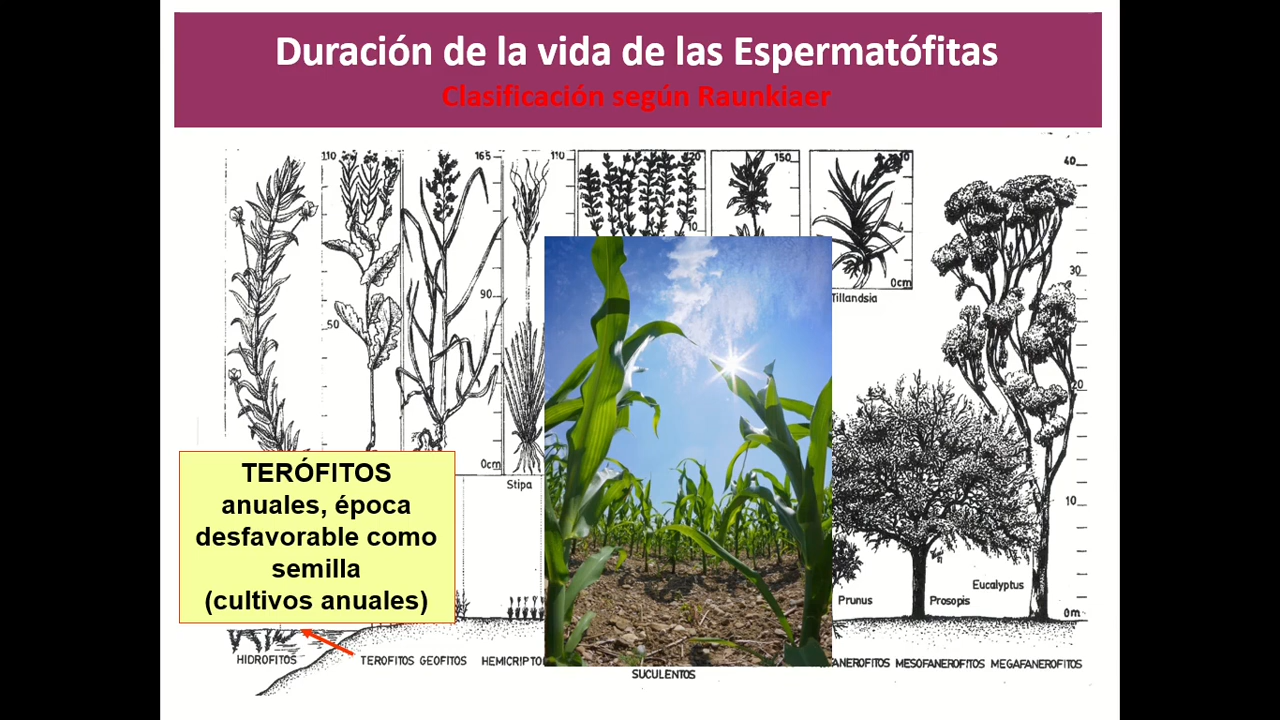 Duración de la vida de las Espermatófitas
Clasificación según Raunkiaer
110
165
110
20
150
40
10
Tillandsia
0cm
30
90
50
20
0cm
Stipa
TERÓFITOS
anuales, época
desfavorable como
semilla
(cultivos anuales)
10
Eucalyptus
Prunus
Prosopis
0m
HIDROFITOS
TEROFITOS
GEOFITOS
HEMICRIPTO
SUCULENTOS
ANEROFITOS
MESOFANEROFITOS
MEGAFANEROFITOS